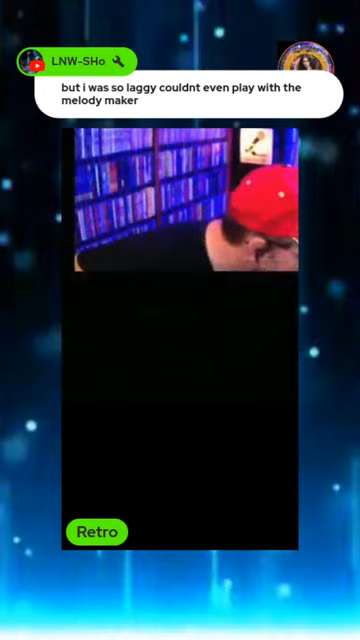 LNW-SHo
but i was so laggy couldnt even play with the
melody maker
Retro